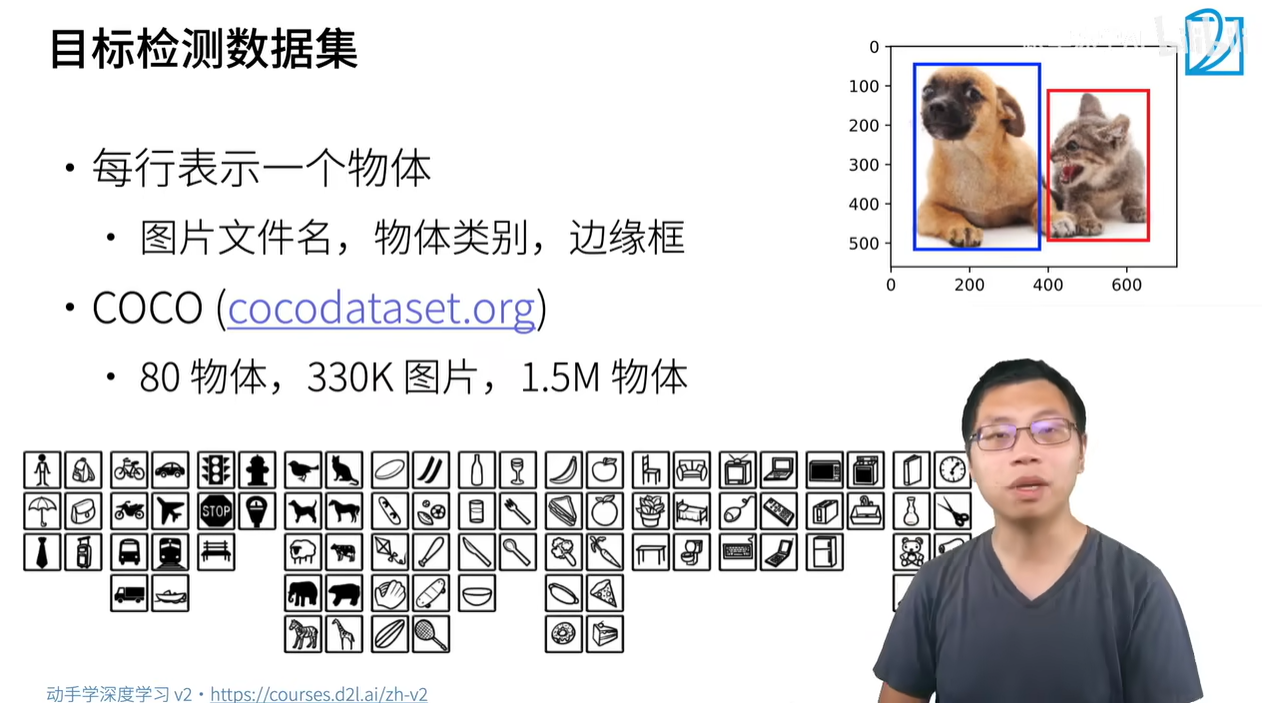 目标检测数据集
• 每行表示一个物体
• 图片文件名，物体类别，边缘框
• COCO (cocodataset.org)
• 80 物体，330K 图片，1.5M 物体
0
100
200
300
400
500
0 200 400 600
STOP
动手学深度学习 v2 • https://courses.d2l.ai/zh-v2